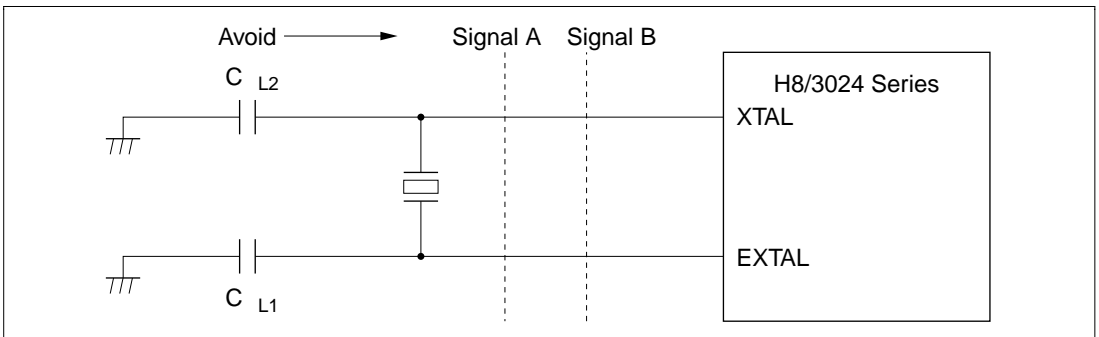 Avoid
Signal A
Signal B
C L2
H8/3024 Series
XTAL
EXTAL
C L1